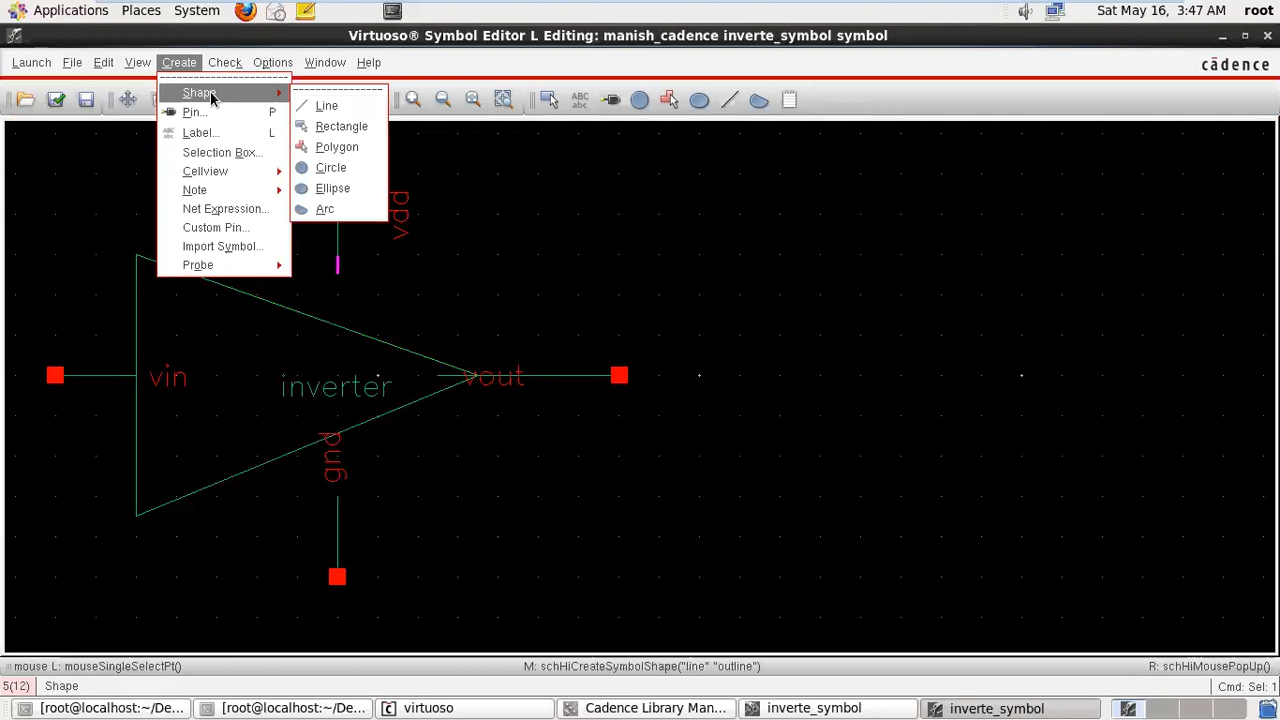 Applications Places System
Sat May 16, 3:47 AM root
Virtuoso® Symbol Editor L Editing: manish_cadence inverte_symbol symbol
Launch File Edit View Create Check Options Window Help
cādence
Shape
Pin... P
Label... L
Selection Box...
Cellview
Note
Net Expression...
Custom Pin...
Import Symbol...
Probe
Line
Rectangle
Polygon
Circle
Ellipse
Arc
ABC
abc
vdd
vin
inverter
vout
gnd
mouse L: mouseSingleSelectPt()
M: schHiCreateSymbolShape("line" "outline")
R: schHiMousePopUp()
5(12) Shape
Cmd: Sel: 1
[root@localhost:~/De...
[root@localhost:~/De...
virtuoso
Cadence Library Man...
inverte_symbol
inverte_symbol